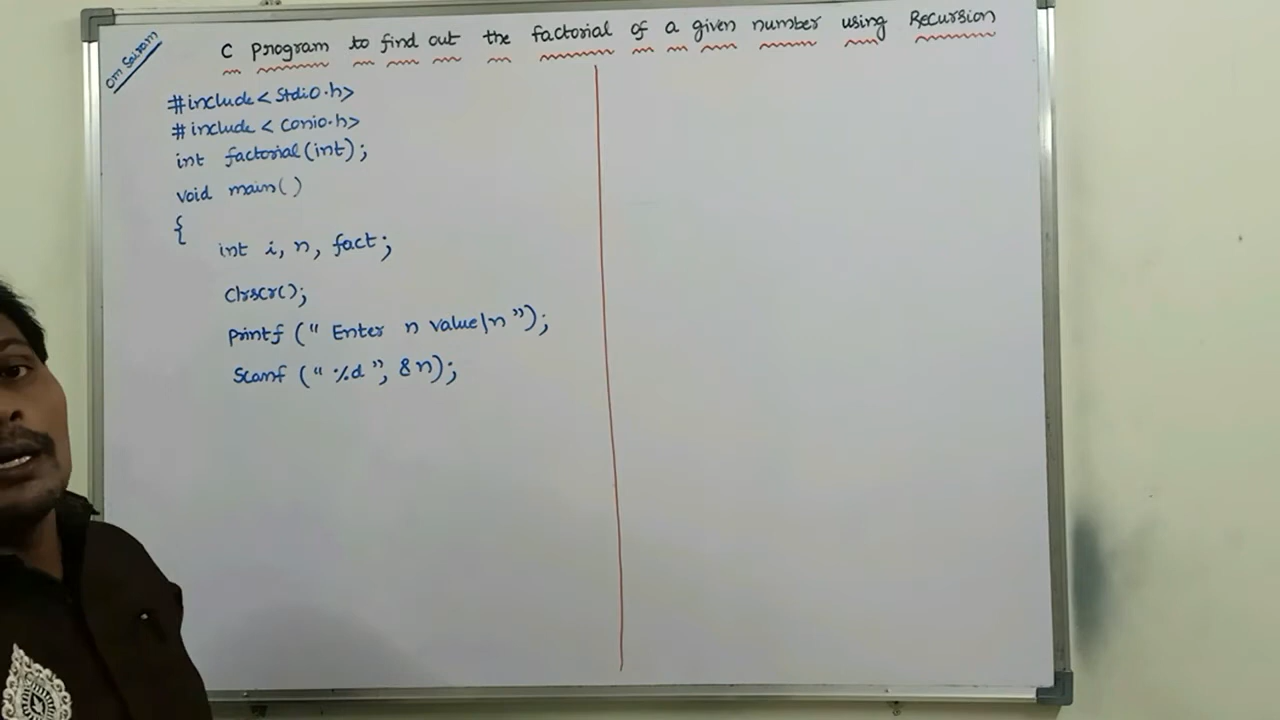 Om Sairam
C program to find out the factorial of a given number using Recursion
#include < Stdio.h>
#include < Conio.h>
int factorial(int);
void main()
{
int i, n, fact;
Clrscr();
printf (" Enter n value\n ");
Scanf (" %d ", &n);